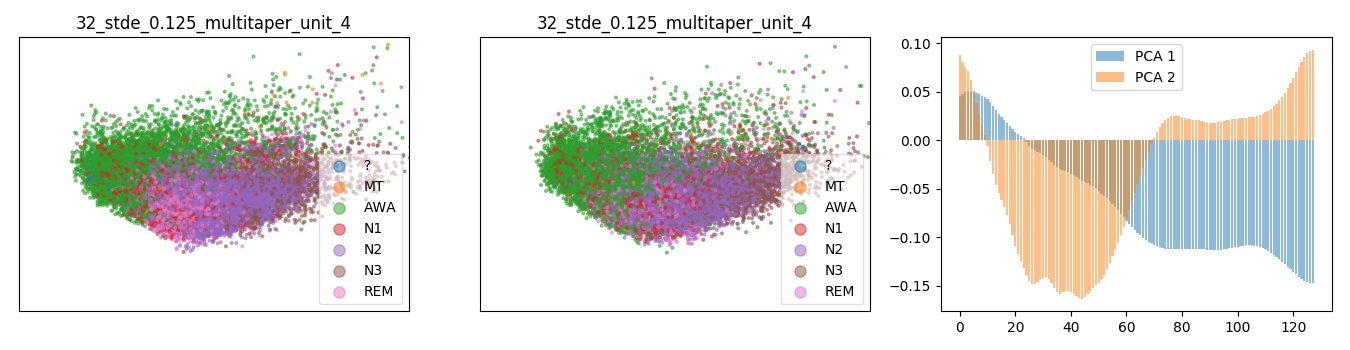 32_stde_0.125_multitaper_unit_4
?
MT
AWA
N1
N2
N3
REM
32_stde_0.125_multitaper_unit_4
?
MT
AWA
N1
N2
N3
REM
PCA 1
PCA 2
0.10
0.05
0.00
−0.05
−0.10
−0.15
0 20 40 60 80 100 120